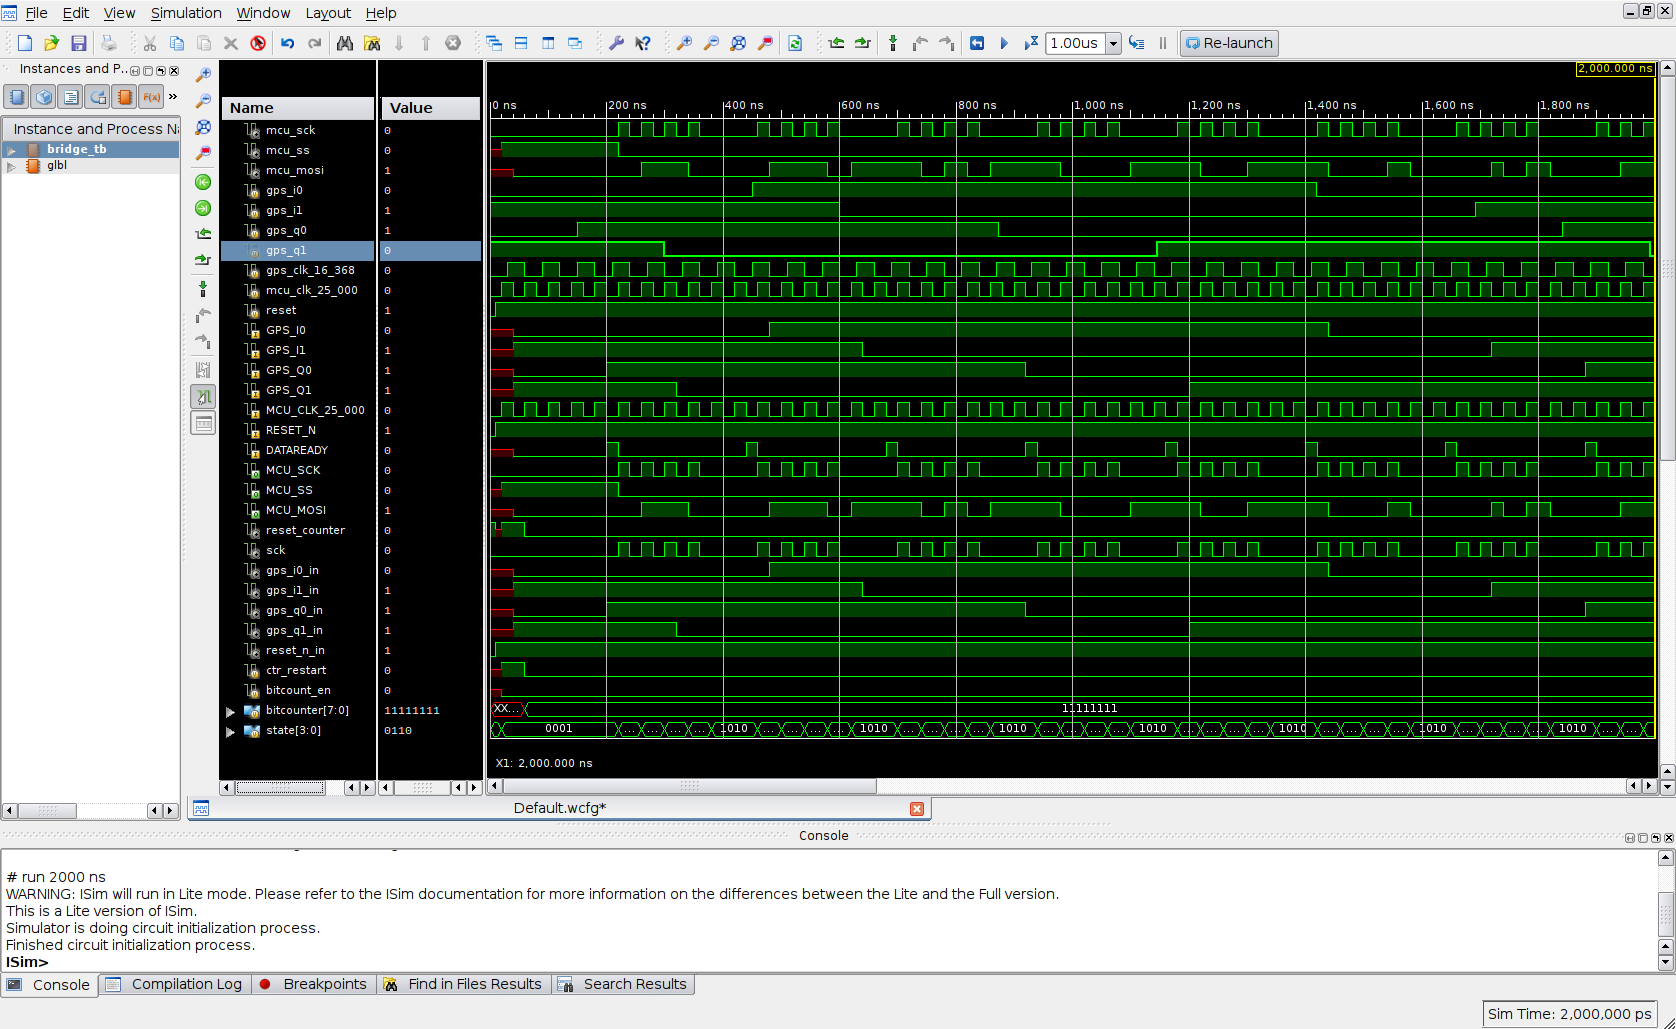 File Edit View Simulation Window Layout Help
1.00us Re-launch
Instances and P..
F(x) »
Instance and Process Na
bridge_tb
glbl
Name Value
2,000.000 ns
0 ns 200 ns 400 ns 600 ns 800 ns 1,000 ns 1,200 ns 1,400 ns 1,600 ns 1,800 ns
mcu_sck 0
mcu_ss 0
mcu_mosi 1
gps_i0 0
gps_i1 1
gps_q0 1
gps_q1 0
gps_clk_16_368 0
mcu_clk_25_000 0
reset 1
GPS_I0 0
GPS_I1 1
GPS_Q0 1
GPS_Q1 1
MCU_CLK_25_000 0
RESET_N 1
DATAREADY 0
MCU_SCK 0
MCU_SS 0
MCU_MOSI 1
reset_counter 0
sck 0
gps_i0_in 0
gps_i1_in 1
gps_q0_in 1
gps_q1_in 1
reset_n_in 1
ctr_restart 0
bitcount_en 0
bitcounter[7:0] 11111111 XX... 11111111
state[3:0] 0110 0001 ... ... ... ... 1010 ... ... ... 1010 ... ... ... 1010 ... ... ... 1010 ... ... ... 1010 ... ... ... 1010 ... ... ... 1010 ... ...
X1: 2,000.000 ns
Default.wcfg*
Console
# run 2000 ns
WARNING: ISim will run in Lite mode. Please refer to the ISim documentation for more information on the differences between the Lite and the Full version.
This is a Lite version of ISim.
Simulator is doing circuit initialization process.
Finished circuit initialization process.
ISim>
Console Compilation Log Breakpoints Find in Files Results Search Results
Sim Time: 2,000,000 ps